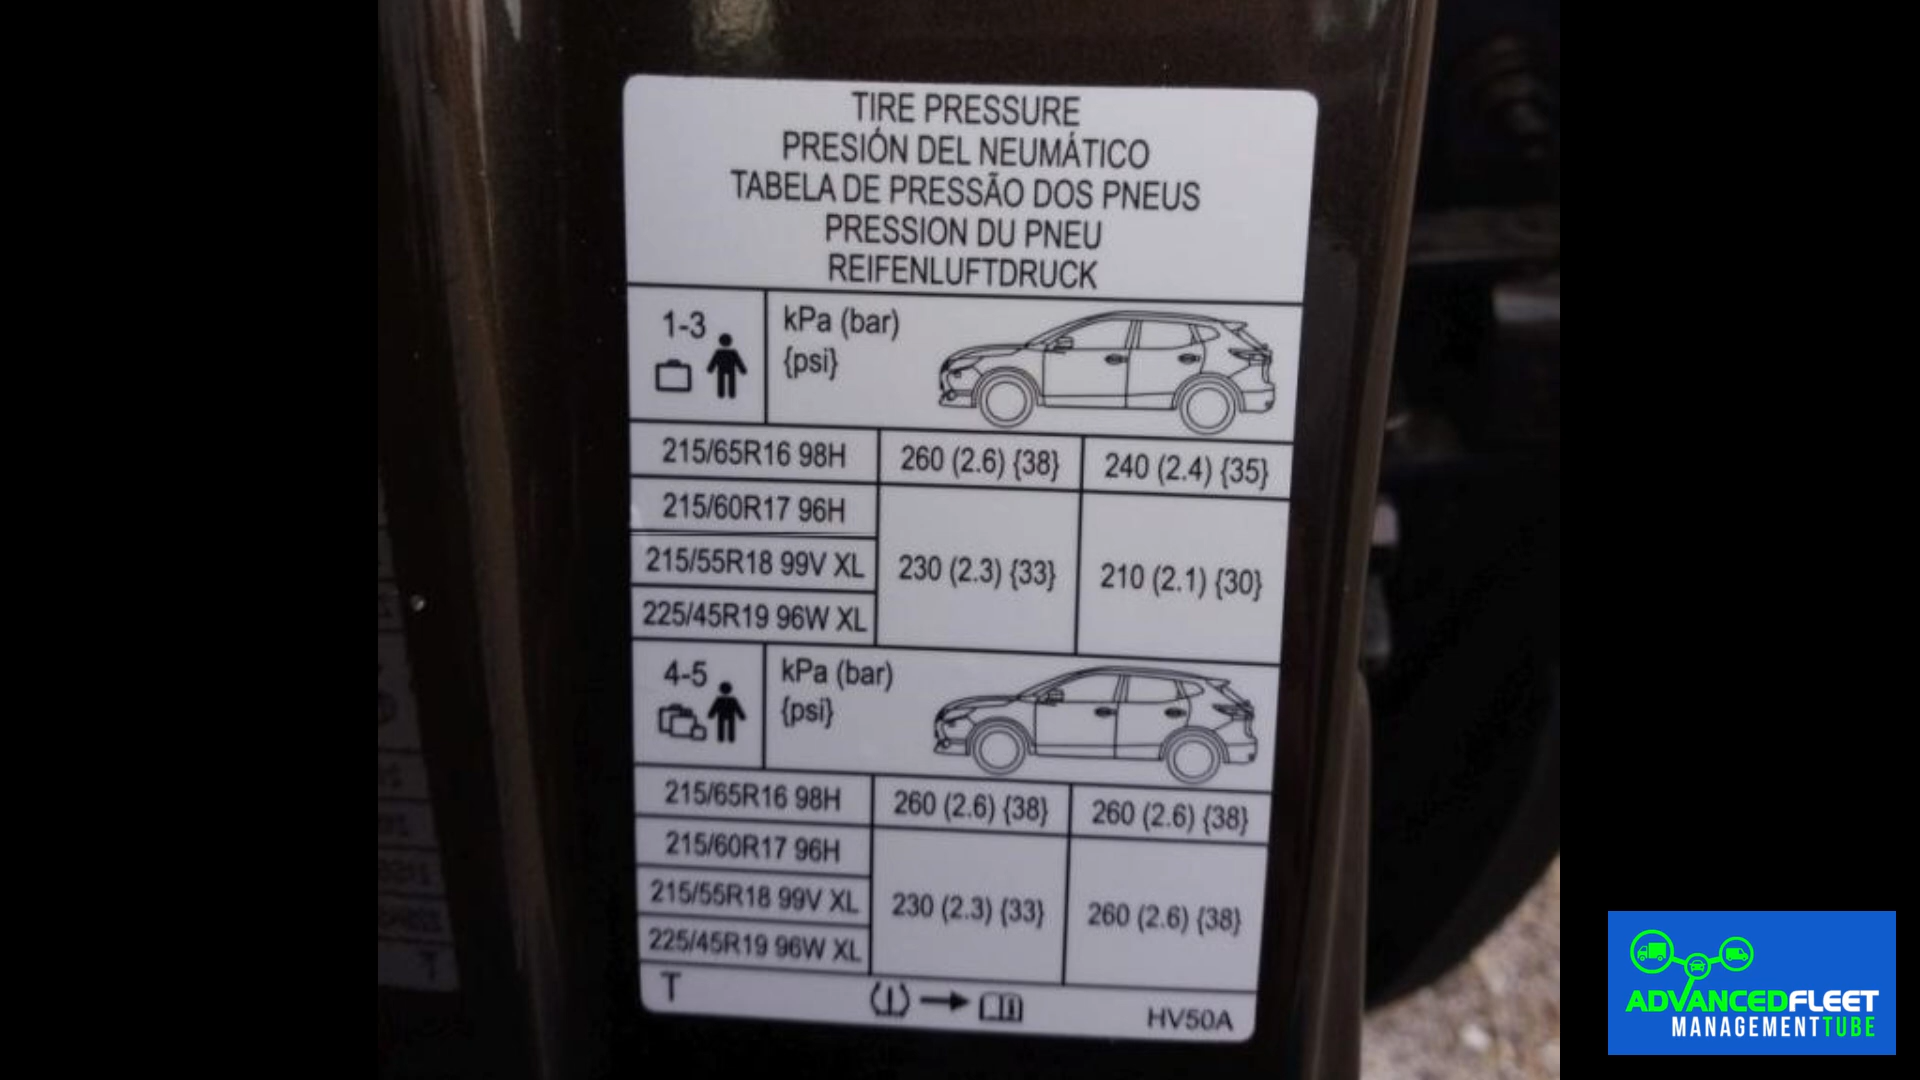 TIRE PRESSURE
PRESIÓN DEL NEUMÁTICO
TABELA DE PRESSÃO DOS PNEUS
PRESSION DU PNEU
REIFENLUFTDRUCK
1-3
kPa (bar)
{psi}
215/65R16 98H 260 (2.6) {38} 240 (2.4) {35}
215/60R17 96H
215/55R18 99V XL 230 (2.3) {33} 210 (2.1) {30}
225/45R19 96W XL
4-5
kPa (bar)
{psi}
215/65R16 98H 260 (2.6) {38} 260 (2.6) {38}
215/60R17 96H
215/55R18 99V XL 230 (2.3) {33} 260 (2.6) {38}
225/45R19 96W XL
T
HV50A
ADVANCEDFLEET
MANAGEMENTTUBE